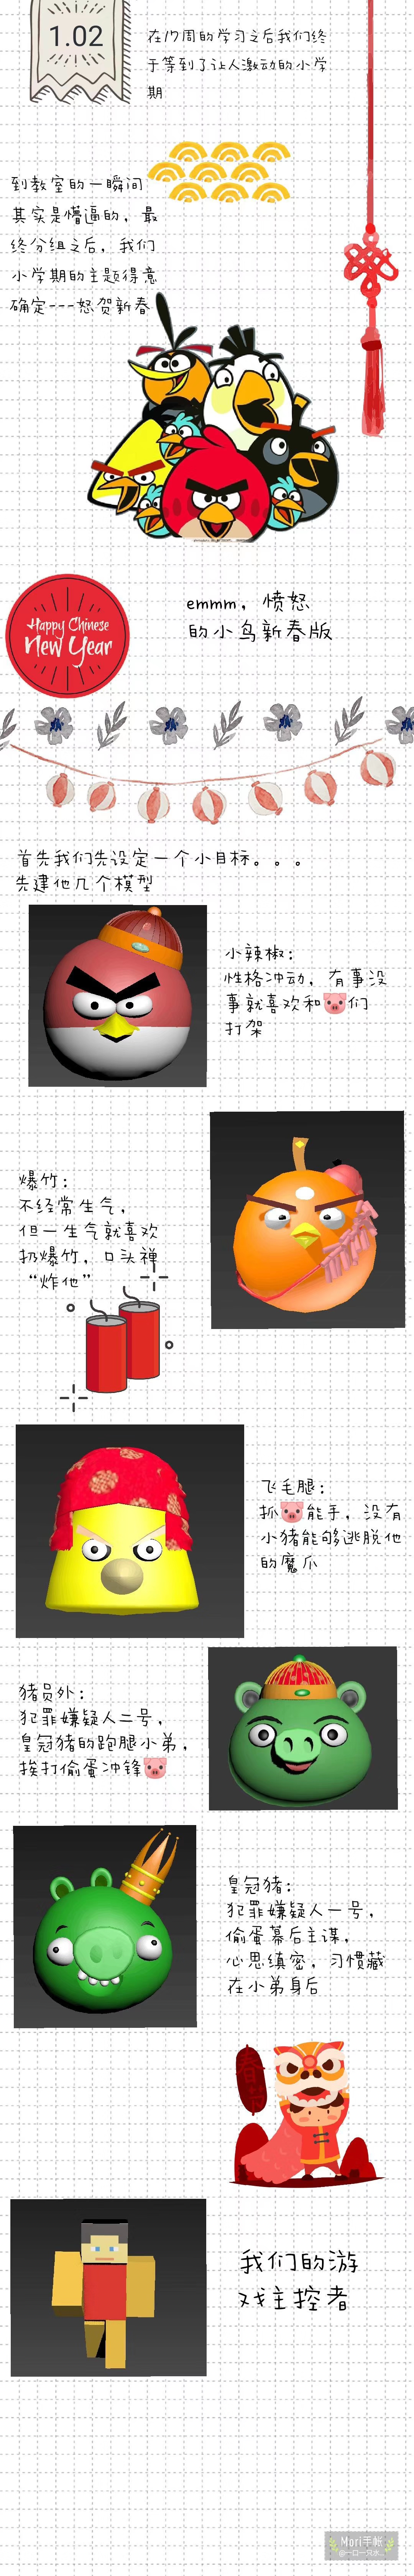 1.02
在17周的学习之后我们终
于等到了让人激动的小学
期
到教室的一瞬间
其实是懵逼的，最
终分组之后，我们
小学期的主题得意
确定---怒贺新春
emmm，愤怒
的小鸟新春版
Happy Chinese
New Year
首先我们先设定一个小目标。。。
先建他几个模型
小辣椒：
性格冲动，有事没
事就喜欢和🐷们
打架
爆竹：
不经常生气，
但一生气就喜欢
扔爆竹，口头禅
“炸他”
飞毛腿：
抓🐷能手，没有
小猪能够逃脱他
的魔爪
猪员外：
犯罪嫌疑人二号，
皇冠猪的跑腿小弟，
挨打偷蛋冲锋🐷
皇冠猪：
犯罪嫌疑人一号，
偷蛋幕后主谋，
心思缜密，习惯藏
在小弟身后
我们的游
戏主控者
Mori手帐
@一口一只水...